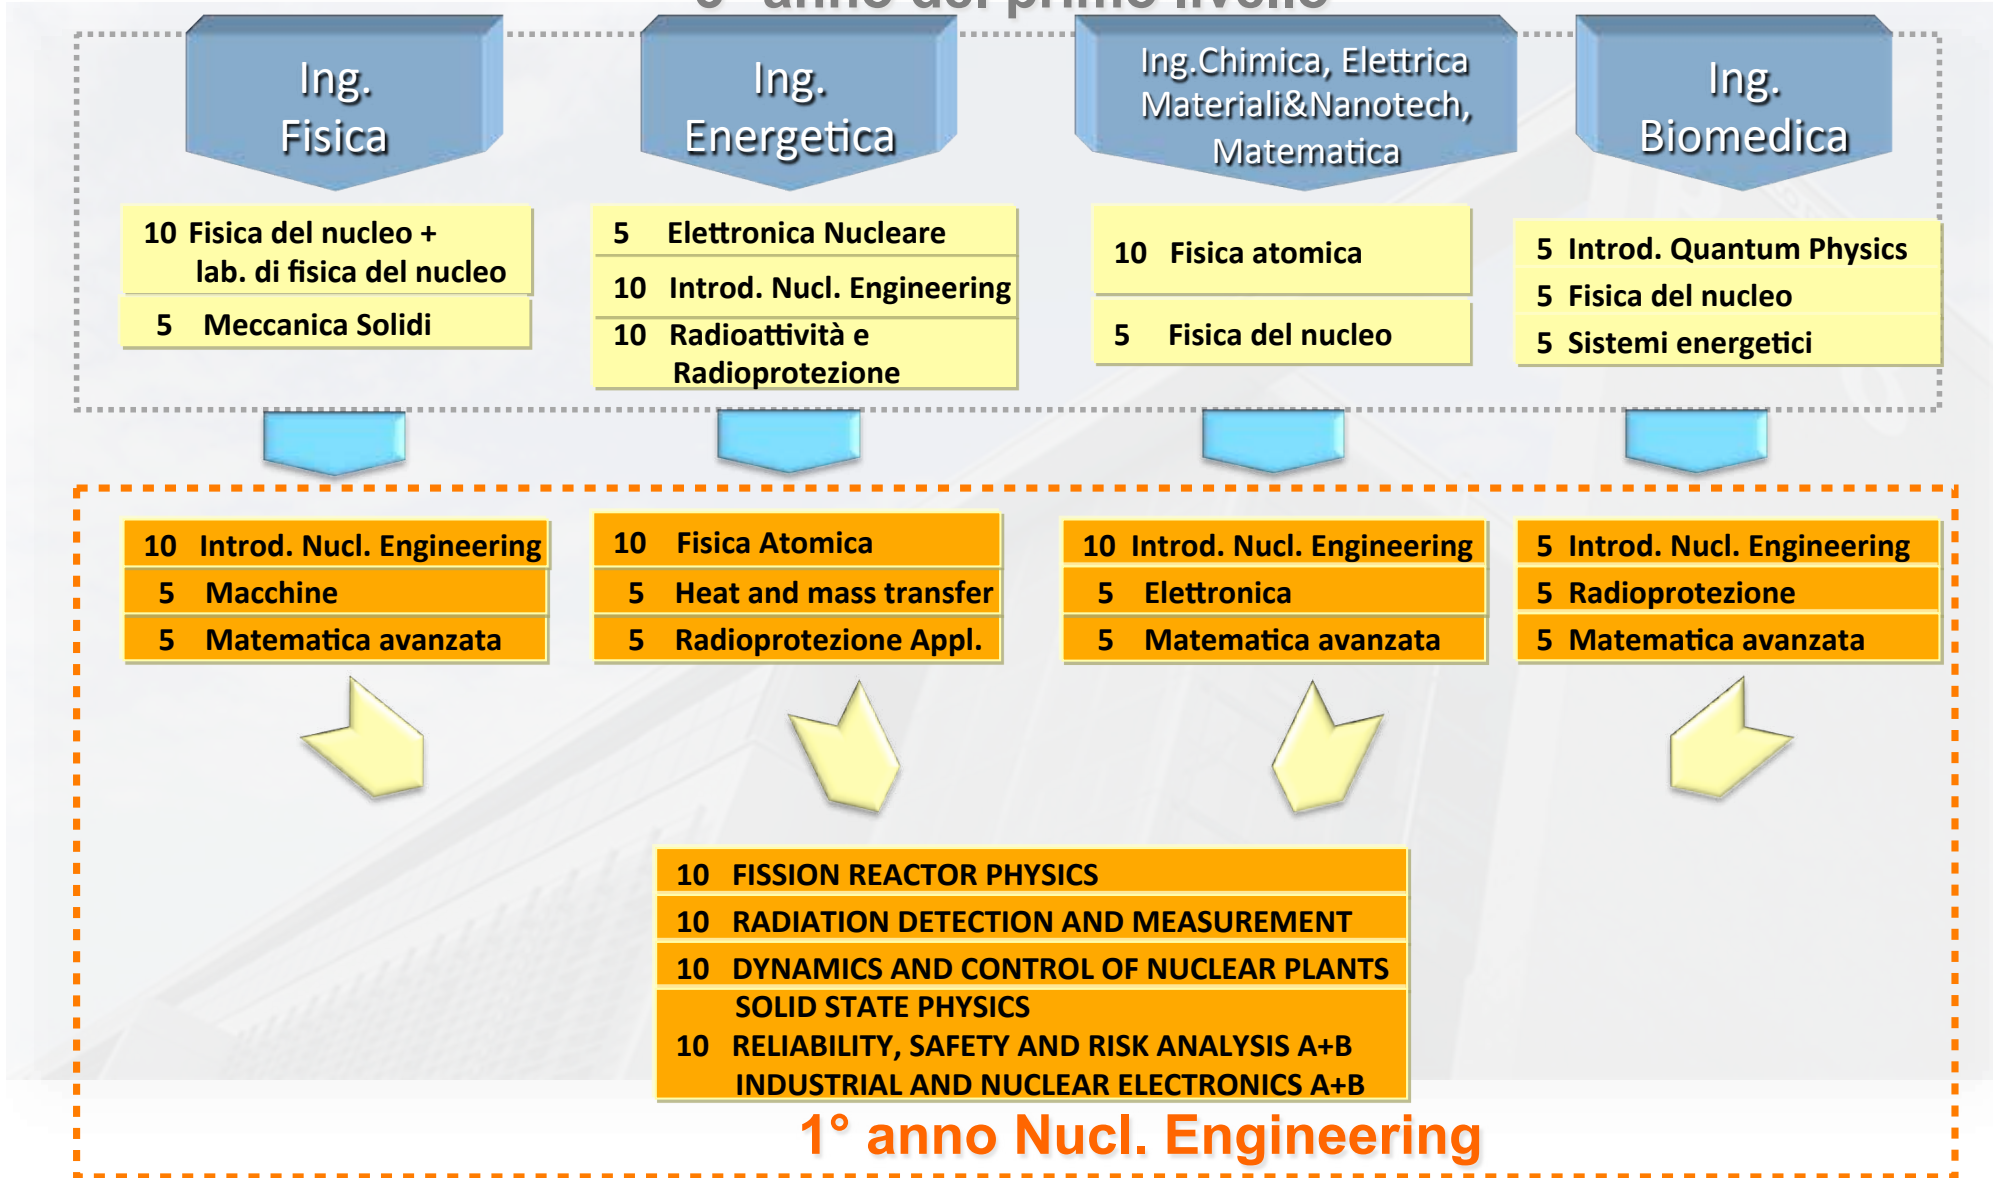 anno del primo livello
Ing.
Fisica
Ing.
Energetica
Ing.Chimica, Elettrica
Materiali&Nanotech,
Matematica
Ing.
Biomedica
10 Fisica del nucleo +
lab. di fisica del nucleo
5 Meccanica Solidi
5 Elettronica Nucleare
10 Introd. Nucl. Engineering
10 Radioattività e
Radioprotezione
10 Fisica atomica
5 Fisica del nucleo
5 Introd. Quantum Physics
5 Fisica del nucleo
5 Sistemi energetici
10 Introd. Nucl. Engineering
5 Macchine
5 Matematica avanzata
10 Fisica Atomica
5 Heat and mass transfer
5 Radioprotezione Appl.
10 Introd. Nucl. Engineering
5 Elettronica
5 Matematica avanzata
5 Introd. Nucl. Engineering
5 Radioprotezione
5 Matematica avanzata
10 FISSION REACTOR PHYSICS
10 RADIATION DETECTION AND MEASUREMENT
10 DYNAMICS AND CONTROL OF NUCLEAR PLANTS
SOLID STATE PHYSICS
10 RELIABILITY, SAFETY AND RISK ANALYSIS A+B
INDUSTRIAL AND NUCLEAR ELECTRONICS A+B
1° anno Nucl. Engineering